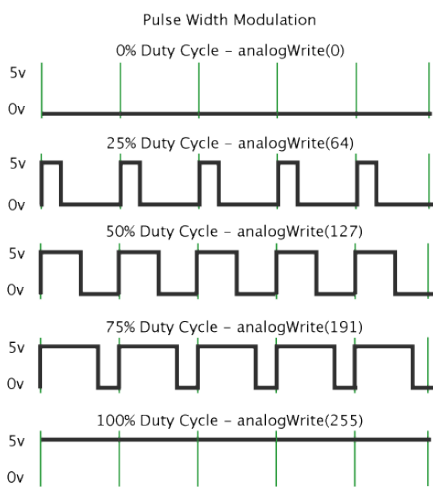 Pulse Width Modulation
0% Duty Cycle – analogWrite(0)
5v
0v
25% Duty Cycle – analogWrite(64)
5v
0v
50% Duty Cycle – analogWrite(127)
5v
0v
75% Duty Cycle – analogWrite(191)
5v
0v
100% Duty Cycle – analogWrite(255)
5v
0v